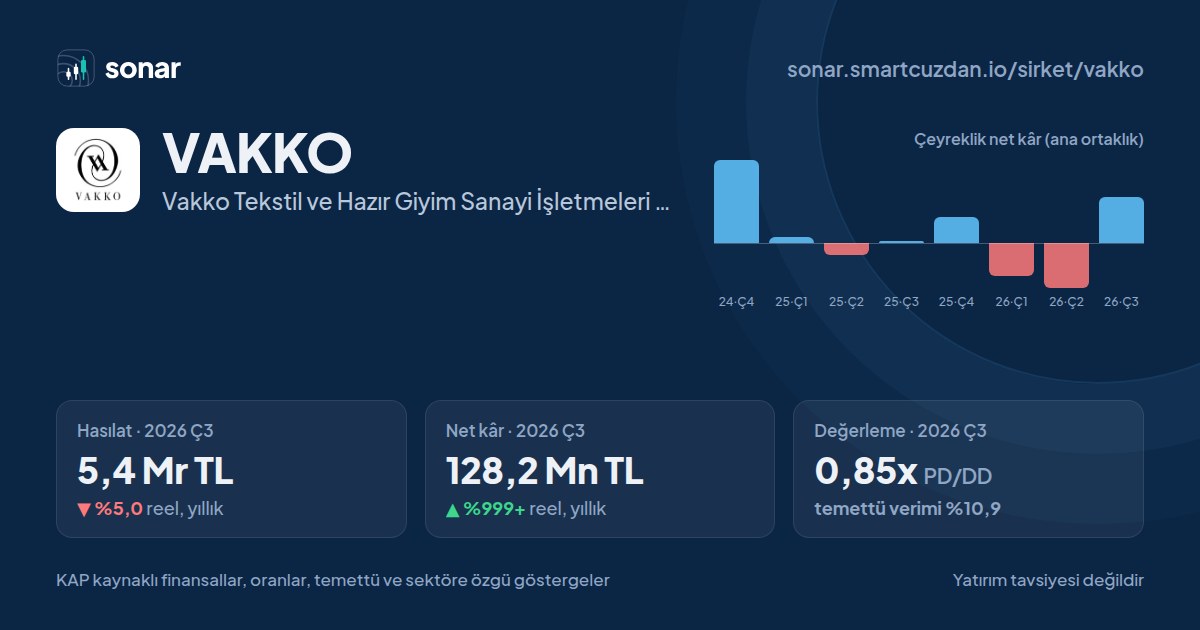 sonar
sonar.smartcuzdan.io/sirket/vakko
VAKKO
VAKKO
Vakko Tekstil ve Hazır Giyim Sanayi İşletmeleri ...
Çeyreklik net kâr (ana ortaklık)
24·Ç4 25·Ç1 25·Ç2 25·Ç3 25·Ç4 26·Ç1 26·Ç2 26·Ç3
Hasılat · 2026 Ç3
5,4 Mr TL
▼ %5,0 reel, yıllık
Net kâr · 2026 Ç3
128,2 Mn TL
▲ %999+ reel, yıllık
Değerleme · 2026 Ç3
0,85x PD/DD
temettü verimi %10,9
KAP kaynaklı finansallar, oranlar, temettü ve sektöre özgü göstergeler
Yatırım tavsiyesi değildir